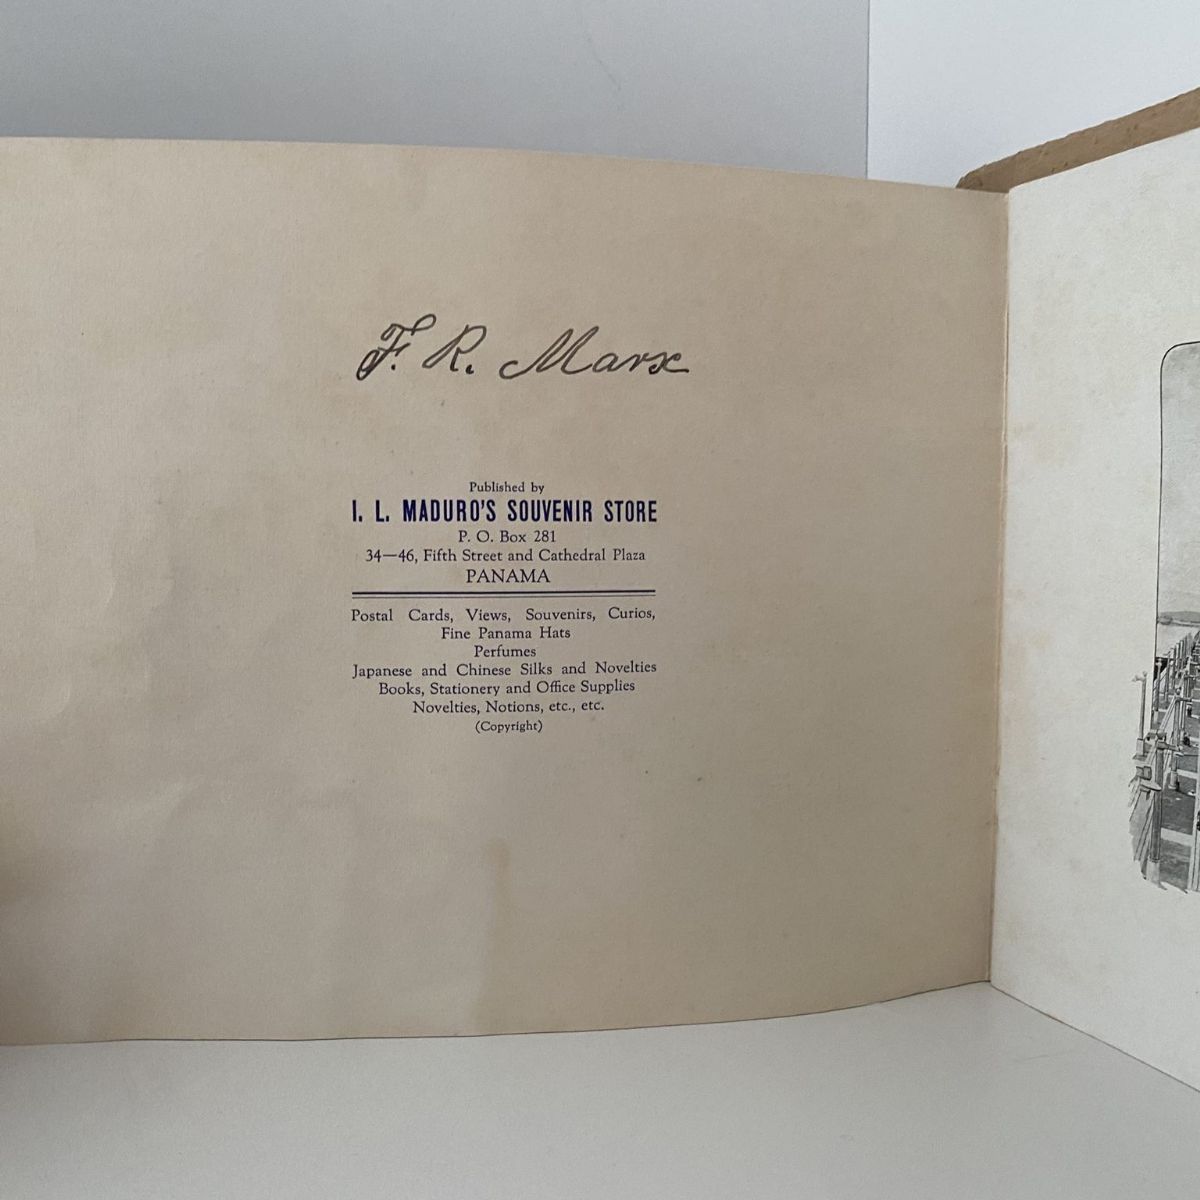 F. R. Marx
Published by
I. L. MADURO'S SOUVENIR STORE
P. O. Box 281
34—46, Fifth Street and Cathedral Plaza
PANAMA
Postal Cards, Views, Souvenirs, Curios,
Fine Panama Hats
Perfumes
Japanese and Chinese Silks and Novelties
Books, Stationery and Office Supplies
Novelties, Notions, etc., etc.
(Copyright)